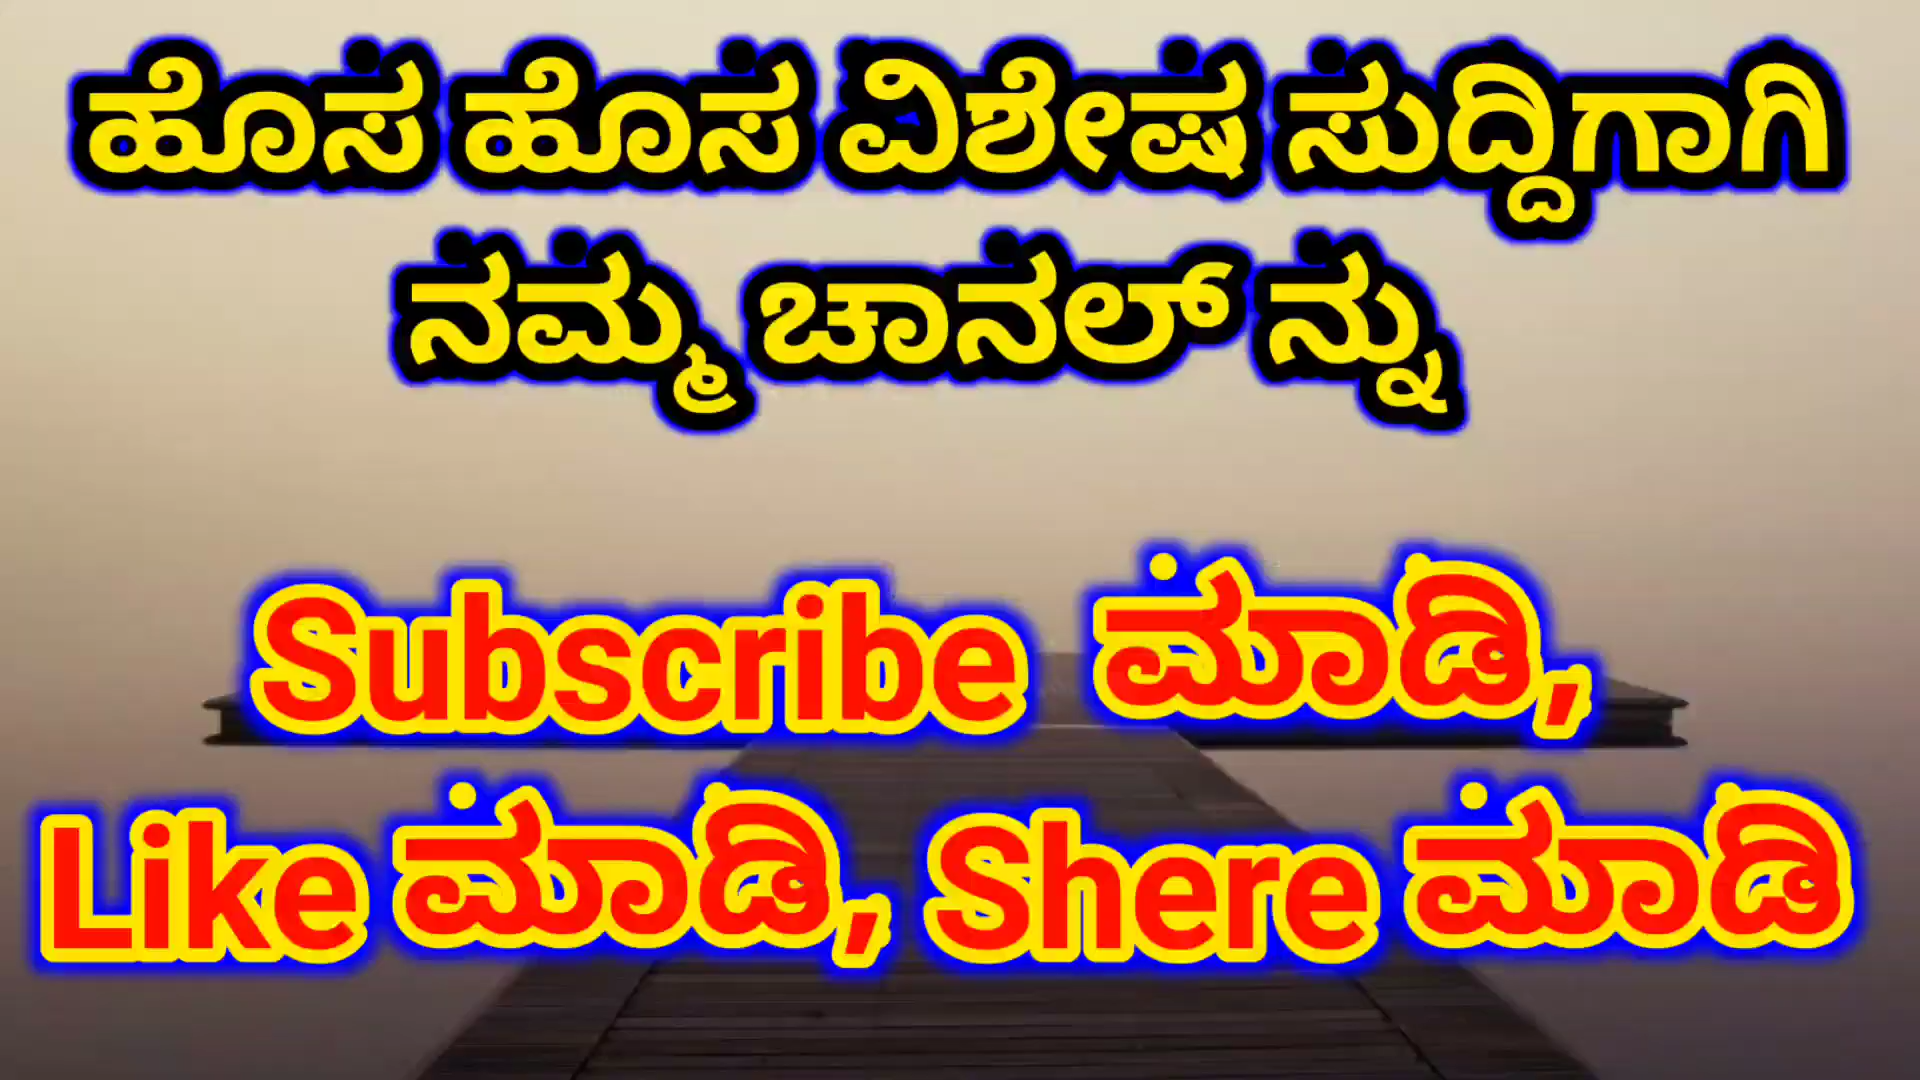 ಹೊಸ ಹೊಸ ವಿಶೇಷ ಸುದ್ದಿಗಾಗಿ
ನಮ್ಮ ಚಾನಲ್ ನ್ನು
Subscribe ಮಾಡಿ,
Like ಮಾಡಿ, Shere ಮಾಡಿ